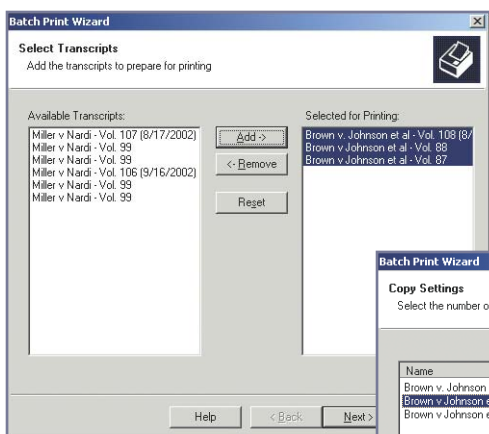 Batch Print Wizard
Select Transcripts
Add the transcripts to prepare for printing
Available Transcripts:
Miller v Nardi - Vol. 107 (8/17/2002)
Miller v Nardi - Vol. 99
Miller v Nardi - Vol. 99
Miller v Nardi - Vol. 106 (9/16/2002)
Miller v Nardi - Vol. 99
Miller v Nardi - Vol. 99
Add ->
<- Remove
Reset
Selected for Printing:
Brown v. Johnson et al - Vol. 108 (8/
Brown v Johnson et al - Vol. 88
Brown v Johnson et al - Vol. 87
Help
< Back
Next >
Batch Print Wizard
Copy Settings
Select the number o
Name
Brown v. Johnson
Brown v Johnson e
Brown v Johnson e